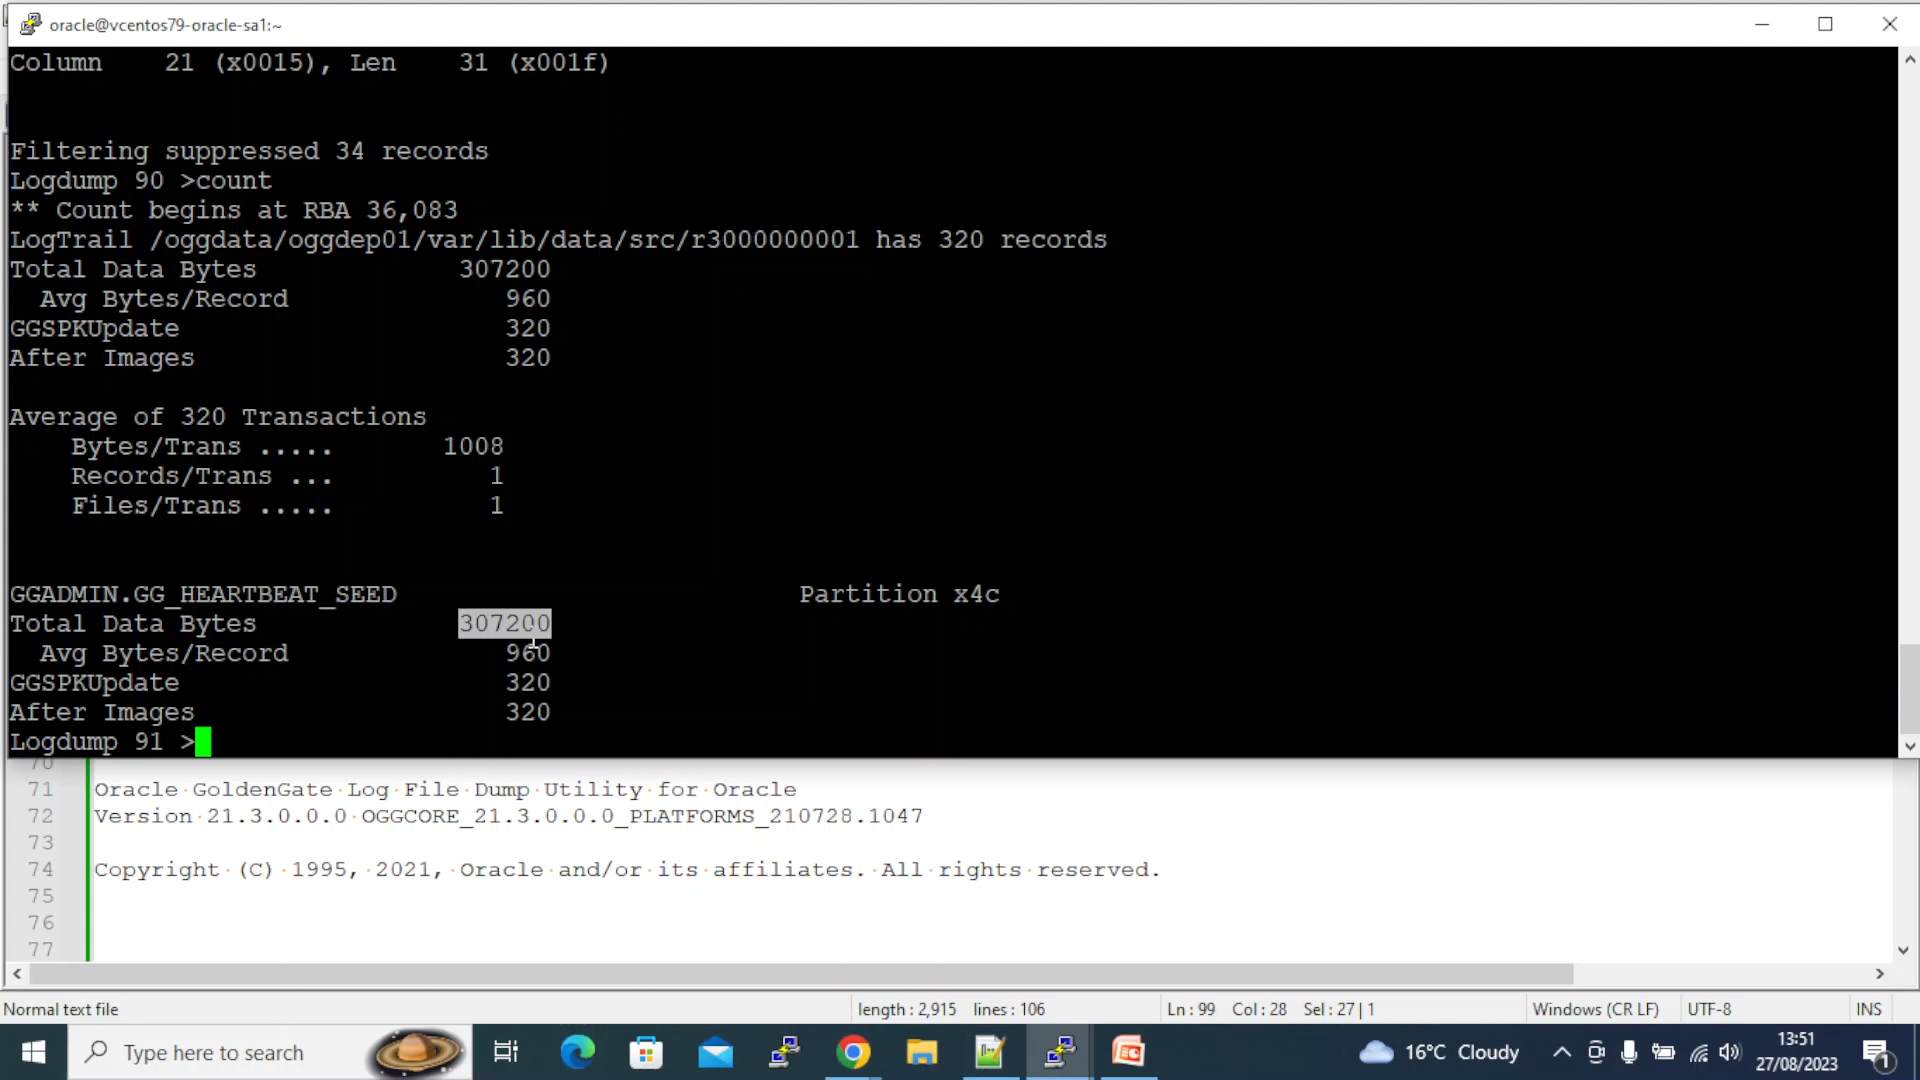 oracle@vcentos79-oracle-sa1:~
Column    21 (x0015), Len    31 (x001f)
Filtering suppressed 34 records
Logdump 90 >count
** Count begins at RBA 36,083
LogTrail /oggdata/oggdep01/var/lib/data/src/r3000000001 has 320 records
Total Data Bytes             307200
  Avg Bytes/Record              960
GGSPKUpdate                     320
After Images                    320
Average of 320 Transactions
    Bytes/Trans .....       1008
    Records/Trans ...          1
    Files/Trans .....          1
GGADMIN.GG_HEARTBEAT_SEED                          Partition x4c
Total Data Bytes             307200
  Avg Bytes/Record              960
GGSPKUpdate                     320
After Images                    320
Logdump 91 >
70
71 Oracle GoldenGate Log File Dump Utility for Oracle
72 Version 21.3.0.0.0 OGGCORE_21.3.0.0.0_PLATFORMS_210728.1047
73
74 Copyright (C) 1995, 2021, Oracle and/or its affiliates. All rights reserved.
75
76
77
Normal text file length : 2,915 lines : 106 Ln : 99 Col : 28 Sel : 27 | 1 Windows (CR LF) UTF-8 INS
Type here to search 16°C Cloudy 13:51
27/08/2023 1